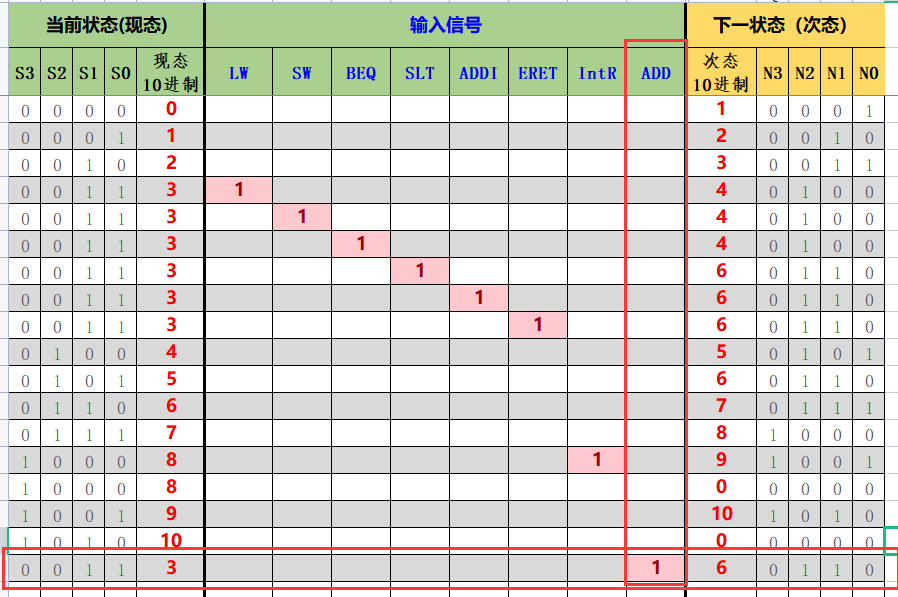 当前状态(现态) 输入信号 下一状态（次态）
S3 S2 S1 S0 现态 10进制 LW SW BEQ SLT ADDI ERET IntR ADD 次态 10进制 N3 N2 N1 N0
0 0 0 0 0 1 0 0 0 1
0 0 0 1 1 2 0 0 1 0
0 0 1 0 2 3 0 0 1 1
0 0 1 1 3 1 4 0 1 0 0
0 0 1 1 3 1 4 0 1 0 0
0 0 1 1 3 1 4 0 1 0 0
0 0 1 1 3 1 6 0 1 1 0
0 0 1 1 3 1 6 0 1 1 0
0 0 1 1 3 1 6 0 1 1 0
0 1 0 0 4 5 0 1 0 1
0 1 0 1 5 6 0 1 1 0
0 1 1 0 6 7 0 1 1 1
0 1 1 1 7 8 1 0 0 0
1 0 0 0 8 1 9 1 0 0 1
1 0 0 0 8 0 0 0 0 0
1 0 0 1 9 10 1 0 1 0
1 0 1 0 10 0 0 0 0 0
0 0 1 1 3 1 6 0 1 1 0